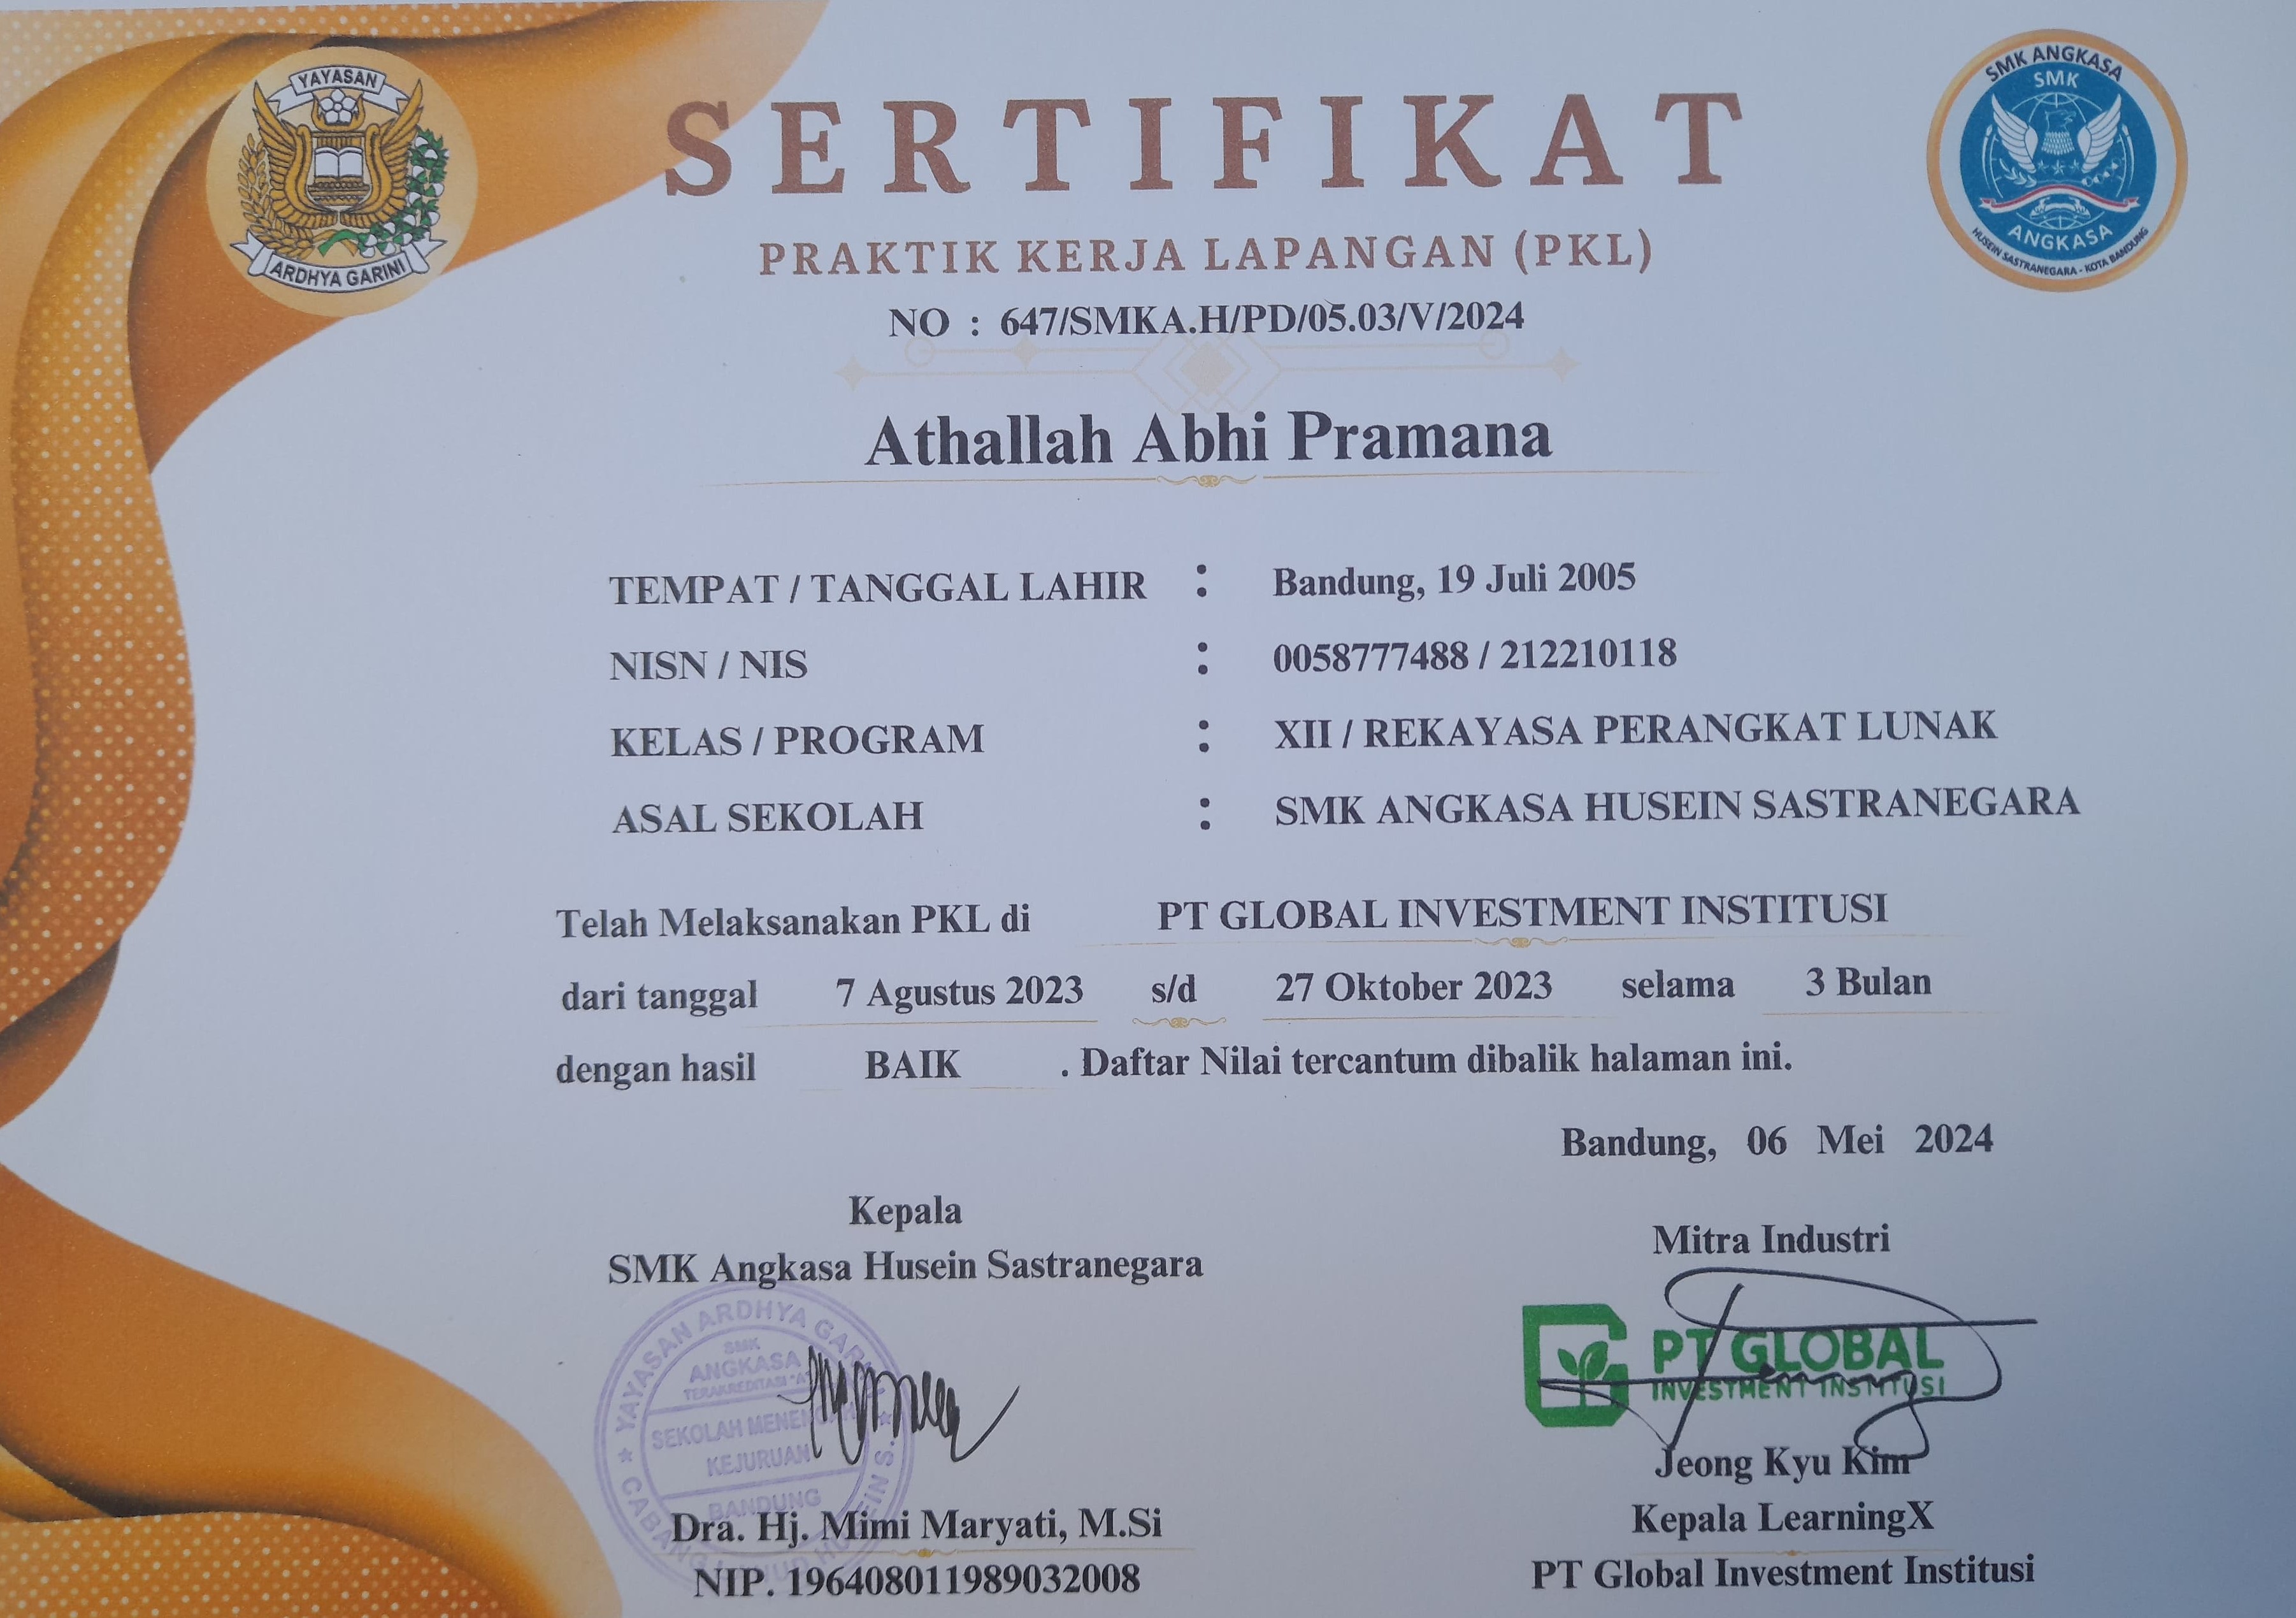 YAYASAN
ARDHYA GARINI
SMK ANGKASA
SMK
ANGKASA
HUSEIN SASTRANEGARA - KOTA BANDUNG
SERTIFIKAT
PRAKTIK KERJA LAPANGAN (PKL)
NO : 647/SMKA.H/PD/05.03/V/2024
Athallah Abhi Pramana
TEMPAT / TANGGAL LAHIR : Bandung, 19 Juli 2005
NISN / NIS : 0058777488 / 212210118
KELAS / PROGRAM : XII / REKAYASA PERANGKAT LUNAK
ASAL SEKOLAH : SMK ANGKASA HUSEIN SASTRANEGARA
Telah Melaksanakan PKL di PT GLOBAL INVESTMENT INSTITUSI
dari tanggal 7 Agustus 2023 s/d 27 Oktober 2023 selama 3 Bulan
dengan hasil BAIK . Daftar Nilai tercantum dibalik halaman ini.
Bandung, 06 Mei 2024
Kepala
SMK Angkasa Husein Sastranegara
YAYASAN ARDHYA GARINI
SMK
ANGKASA
TERAKREDITASI "A"
SEKOLAH MENENGAH
KEJURUAN
BANDUNG
CABANG HUSEIN S.
Dra. Hj. Mimi Maryati, M.Si
NIP. 196408011989032008
Mitra Industri
PT GLOBAL
INVESTMENT INSTITUSI
Jeong Kyu Kim
Kepala LearningX
PT Global Investment Institusi